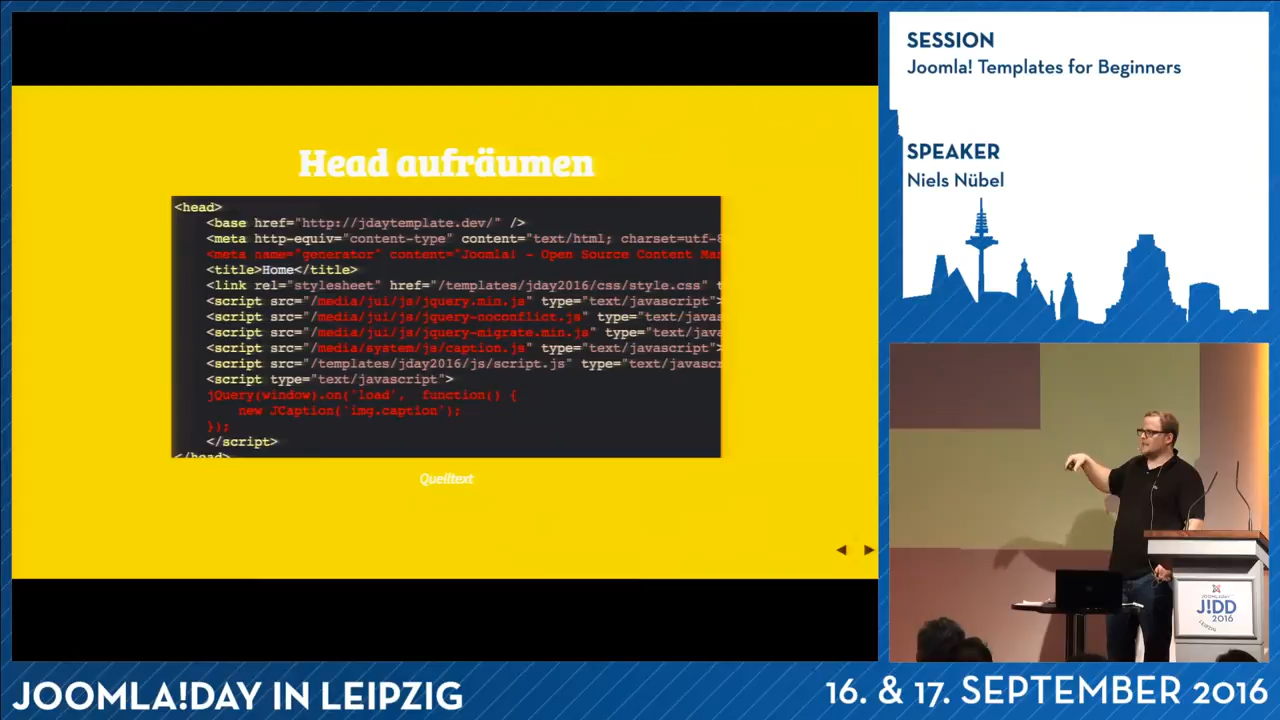 SESSION
Joomla! Templates for Beginners
SPEAKER
Niels Nübel
Head aufräumen
<head>
<base href="http://jdaytemplate.dev/" />
<meta http-equiv="content-type" content="text/html; charset=utf-8
<meta name="generator" content="Joomla! - Open Source Content Man
<title>Home</title>
<link rel="stylesheet" href="/templates/jday2016/css/style.css" t
<script src="/media/jui/js/jquery.min.js" type="text/javascript">
<script src="/media/jui/js/jquery-noconflict.js" type="text/javas
<script src="/media/jui/js/jquery-migrate.min.js" type="text/java
<script src="/media/system/js/caption.js" type="text/javascript">
<script src="/templates/jday2016/js/script.js" type="text/javascr
<script type="text/javascript">
jQuery(window).on('load', function() {
new JCaption('img.caption');
});
</script>
</head>
Quelltext
JOOMLA!DAY
J!DD
2016
LEIPZIG
JOOMLA!DAY IN LEIPZIG
16. & 17. SEPTEMBER 2016